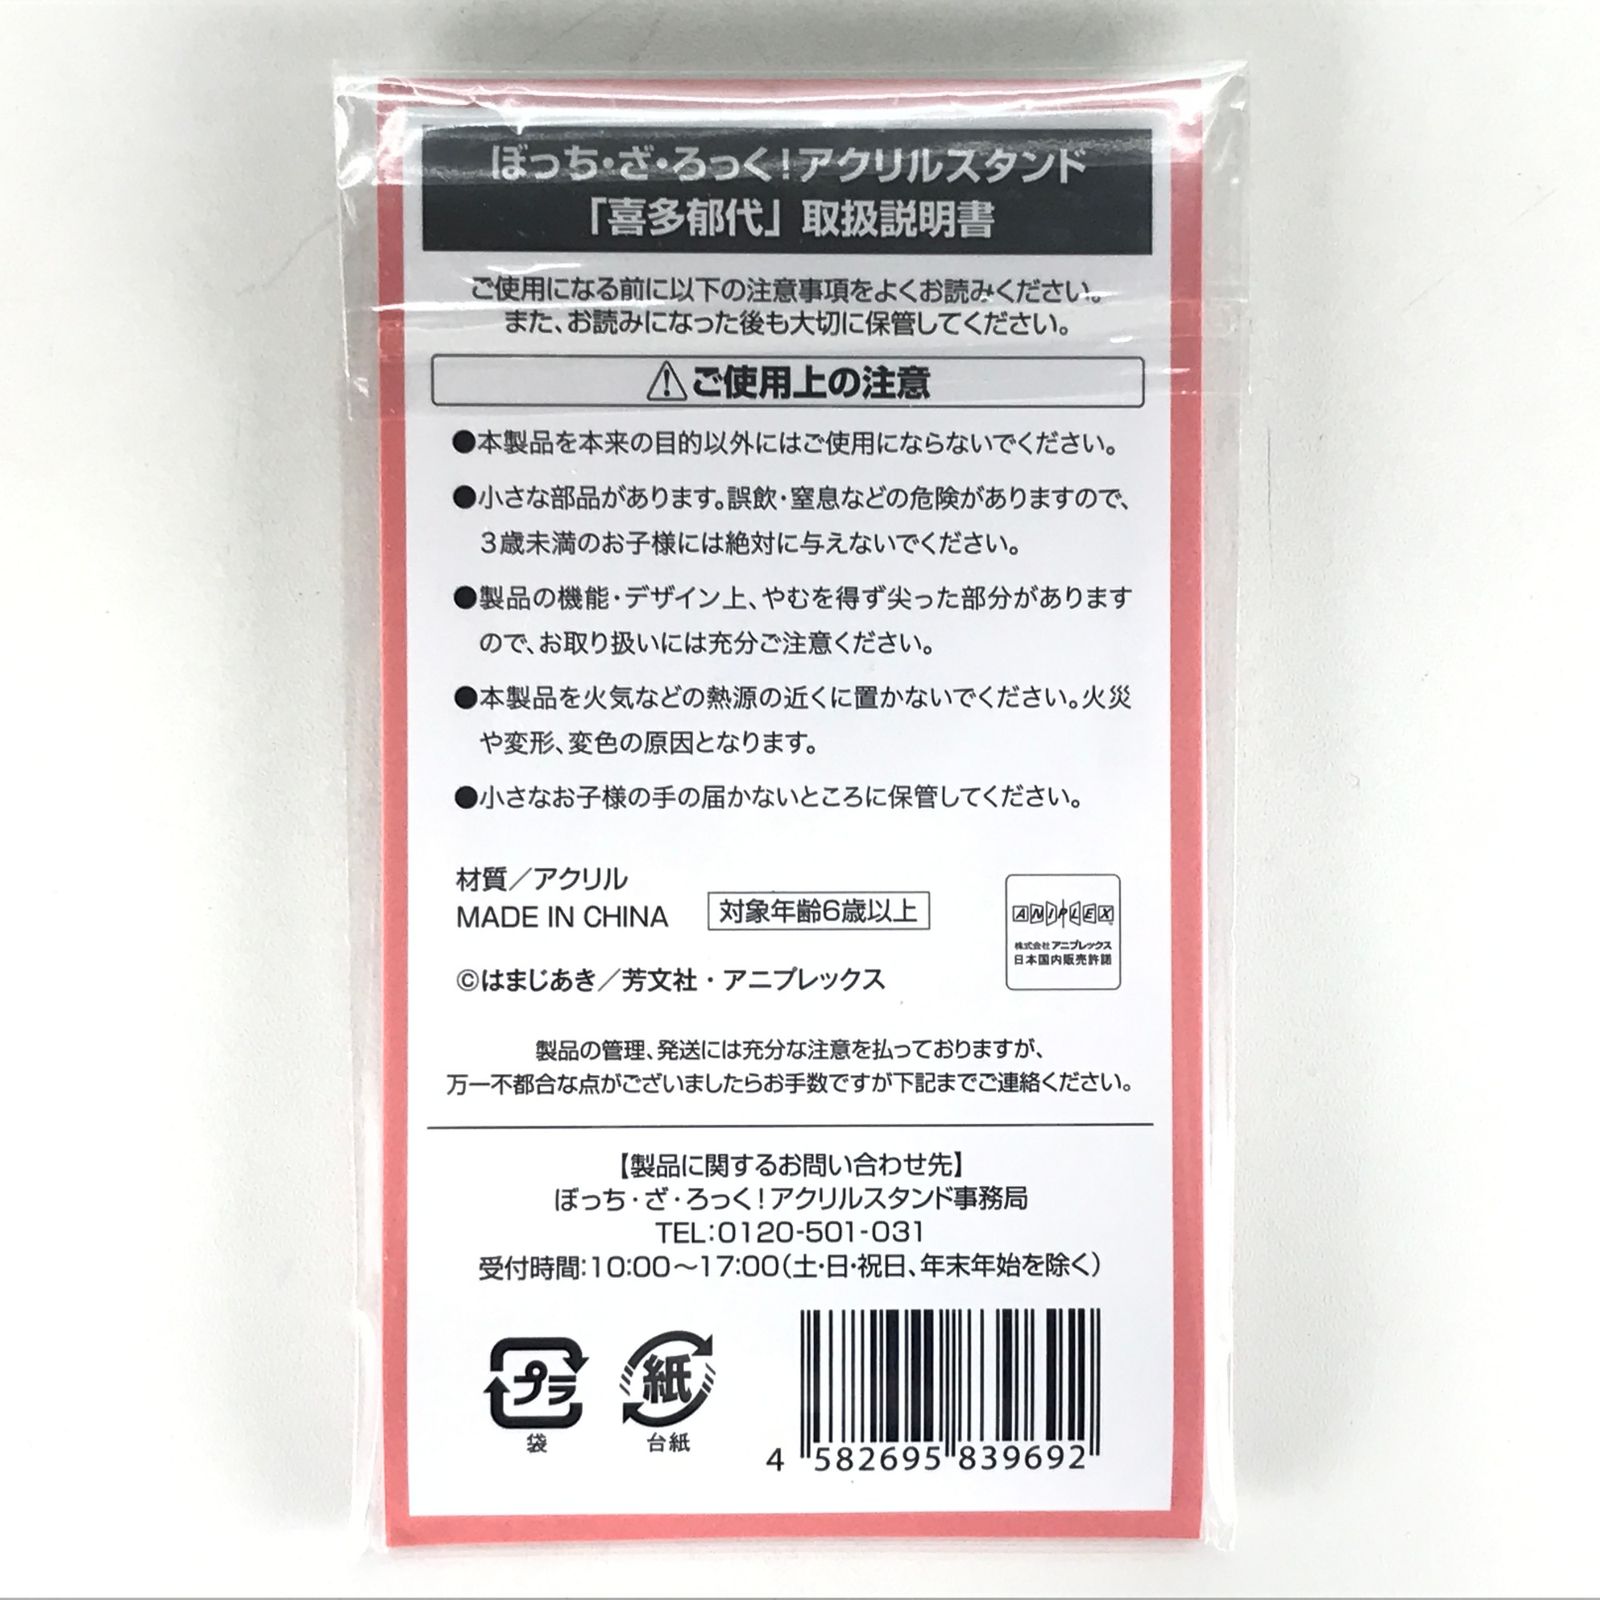 ぼっち・ざ・ろっく!アクリルスタンド
「喜多郁代」取扱説明書
ご使用になる前に以下の注意事項をよくお読みください。
また、お読みになった後も大切に保管してください。
ご使用上の注意
●本製品を本来の目的以外にはご使用にならないでください。
●小さな部品があります。誤飲・窒息などの危険がありますので、
3歳未満のお子様には絶対に与えないでください。
●製品の機能・デザイン上、やむを得ず尖った部分があります
ので、お取り扱いには充分ご注意ください。
●本製品を火気などの熱源の近くに置かないでください。火災
や変形、変色の原因となります。
●小さなお子様の手の届かないところに保管してください。
材質/アクリル
MADE IN CHINA
対象年齢6歳以上
©はまじあき/芳文社・アニプレックス
ANIPLEX
株式会社アニプレックス
日本国内販売許諾
製品の管理、発送には充分な注意を払っておりますが、
万一不都合な点がございましたらお手数ですが下記までご連絡ください。
【製品に関するお問い合わせ先】
ぼっち・ざ・ろっく!アクリルスタンド事務局
TEL:0120-501-031
受付時間:10:00〜17:00(土・日・祝日、年末年始を除く)
プラ
袋
紙
台紙
4 582695 839692